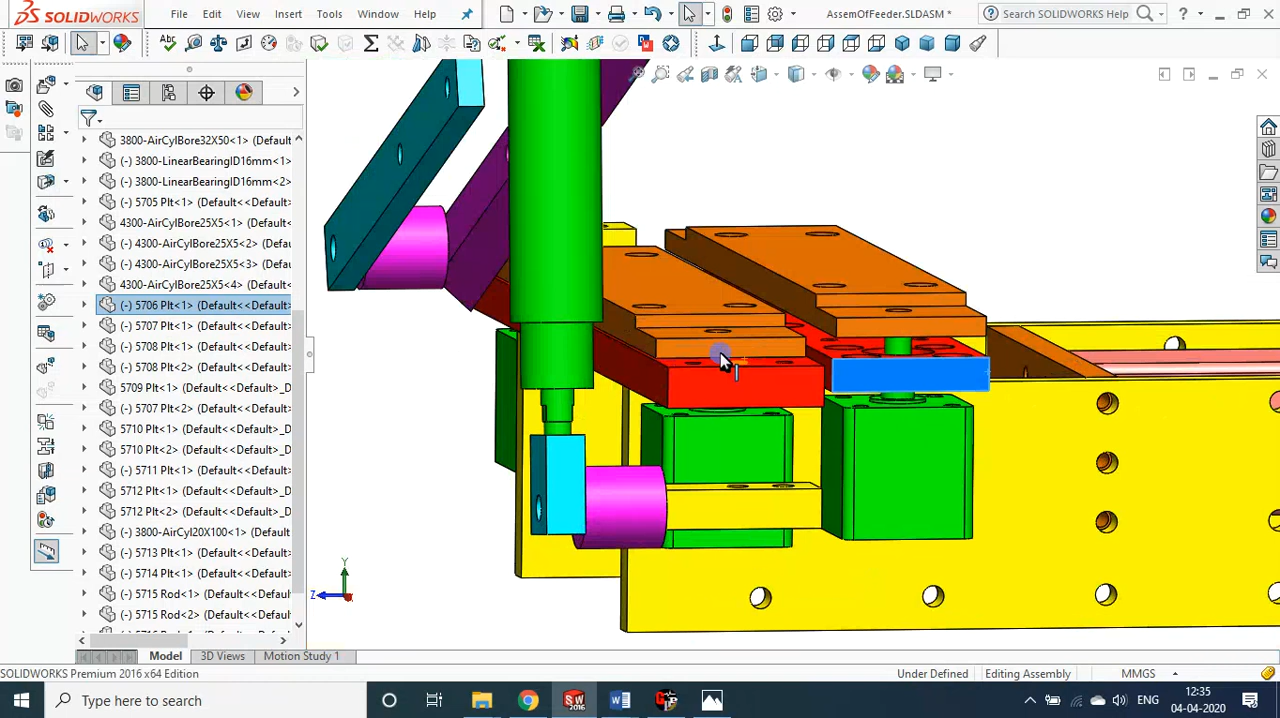 SOLIDWORKS File Edit View Insert Tools Window Help AssemOfFeeder.SLDASM * Search SOLIDWORKS Help ?
3800-AirCylBore32X50<1> (Default
(-) 3800-LinearBearingID16mm<1>
(-) 3800-LinearBearingID16mm<2>
(-) 5705 Plt<1> (Default<<Default>
4300-AirCylBore25X5<1> (Defau
(-) 4300-AirCylBore25X5<2> (Defau
(-) 4300-AirCylBore25X5<3> (Defau
4300-AirCylBore25X5<4> (Defau
(-) 5706 Plt<1> (Default<<Default>
(-) 5707 Plt<1> (Default<<Default>
(-) 5708 Plt<1> (Default<<Default>
(-) 5708 Plt<2> (Default<<Default>
(-) 5709 Plt<1> (Default<<Default>
(-) 5707 Plt<2> (Default<<Default>
(-) 5710 Plt<1> (Default<<Default>_D
(-) 5710 Plt<2> (Default<<Default>_D
(-) 5711 Plt<1> (Default<<Default>
(-) 5712 Plt<1> (Default<<Default>_D
(-) 5712 Plt<2> (Default<<Default>_D
(-) 3800-AirCyl20X100<1> (Default
(-) 5713 Plt<1> (Default<<Default>
(-) 5714 Plt<1> (Default<<Default>
(-) 5715 Rod<1> (Default<<Defaul
(-) 5715 Rod<2> (Default<<Defaul
Y
Z
Model 3D Views Motion Study 1
SOLIDWORKS Premium 2016 x64 Edition Under Defined Editing Assembly MMGS
Type here to search ENG 12:35
04-04-2020